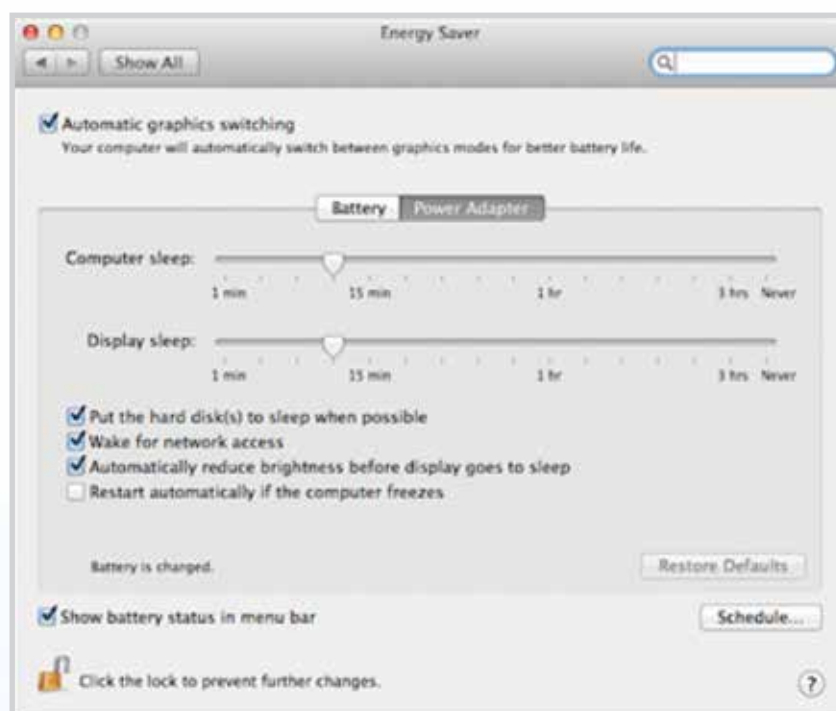 Energy Saver
Show All
Automatic graphics switching
Your computer will automatically switch between graphics modes for better battery life.
Battery Power Adapter
Computer sleep:
1 min 15 min 1 hr 3 hrs Never
Display sleep:
1 min 15 min 1 hr 3 hrs Never
Put the hard disk(s) to sleep when possible
Wake for network access
Automatically reduce brightness before display goes to sleep
Restart automatically if the computer freezes
Battery is charged.
Restore Defaults
Show battery status in menu bar
Schedule...
Click the lock to prevent further changes.
?